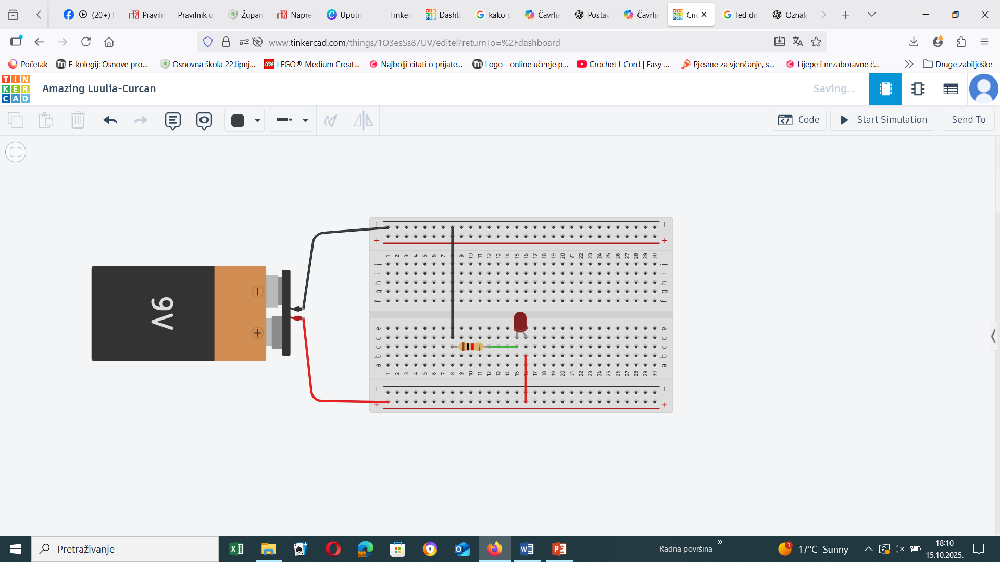 (20+) F
Praviln
Pravilnik o
Župan
Napre
Upotri
Tinker
Dashb
kako p
Čavrlja
Postav
Čavrlja
Circ
led dio
Oznak
www.tinkercad.com/things/1O3esSs87UV/editel?returnTo=%2Fdashboard
Početak
E-kolegij: Osnove pro...
Osnovna škola 22.lipnj...
LEGO® Medium Creat...
Najbolji citati o prijate...
Logo - online učenje p...
Crochet I-Cord | Easy ...
Pjesme za vjenčanje, s...
Lijepe i nezaboravne č...
Druge zabilješke
TIN
KER
CAD
Amazing Luulia-Curcan
Saving...
Code
Start Simulation
Send To
9V
1 2 3 4 5 6 7 8 9 10 11 12 13 14 15 16 17 18 19 20 21 22 23 24 25 26 27 28 29 30
j j
i i
h h
g g
f f
e e
d d
c c
b b
a a
1 2 3 4 5 6 7 8 9 10 11 12 13 14 15 16 17 18 19 20 21 22 23 24 25 26 27 28 29 30
Pretraživanje
Radna površina
1
17°C Sunny
18:10
15.10.2025.